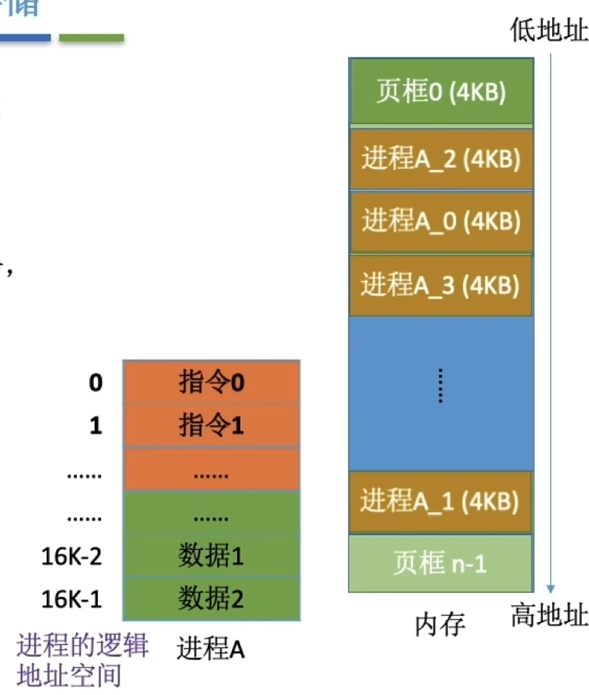 储
低地址
页框0 (4KB)
进程A_2 (4KB)
进程A_0 (4KB)
进程A_3 (4KB)
……
进程A_1 (4KB)
页框 n-1
内存
高地址
，
0 指令0
1 指令1
…… ……
…… ……
16K-2 数据1
16K-1 数据2
进程的逻辑
地址空间
进程A